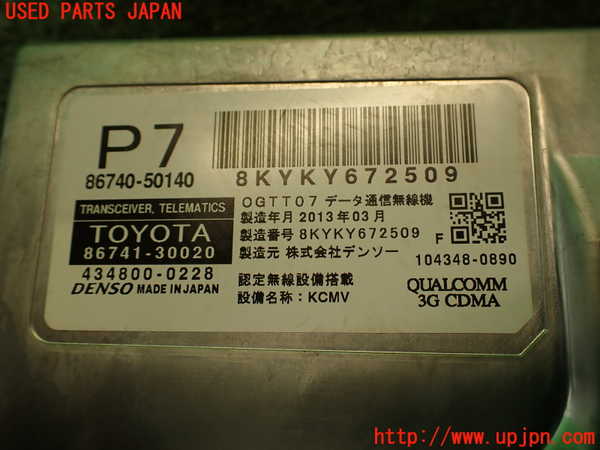 USED PARTS JAPAN
P7
86740-50140
8KYKY672509
TRANSCEIVER, TELEMATICS
TOYOTA
86741-30020
434800-0228
DENSO MADE IN JAPAN
OGTT07 データ通信無線機
製造年月 2013年03月
製造番号 8KYKY672509
製造元 株式会社デンソー
F
104348-0890
認定無線設備搭載
設備名称:KCMV
QUALCOMM
3G CDMA
http://www.upjpn.com/